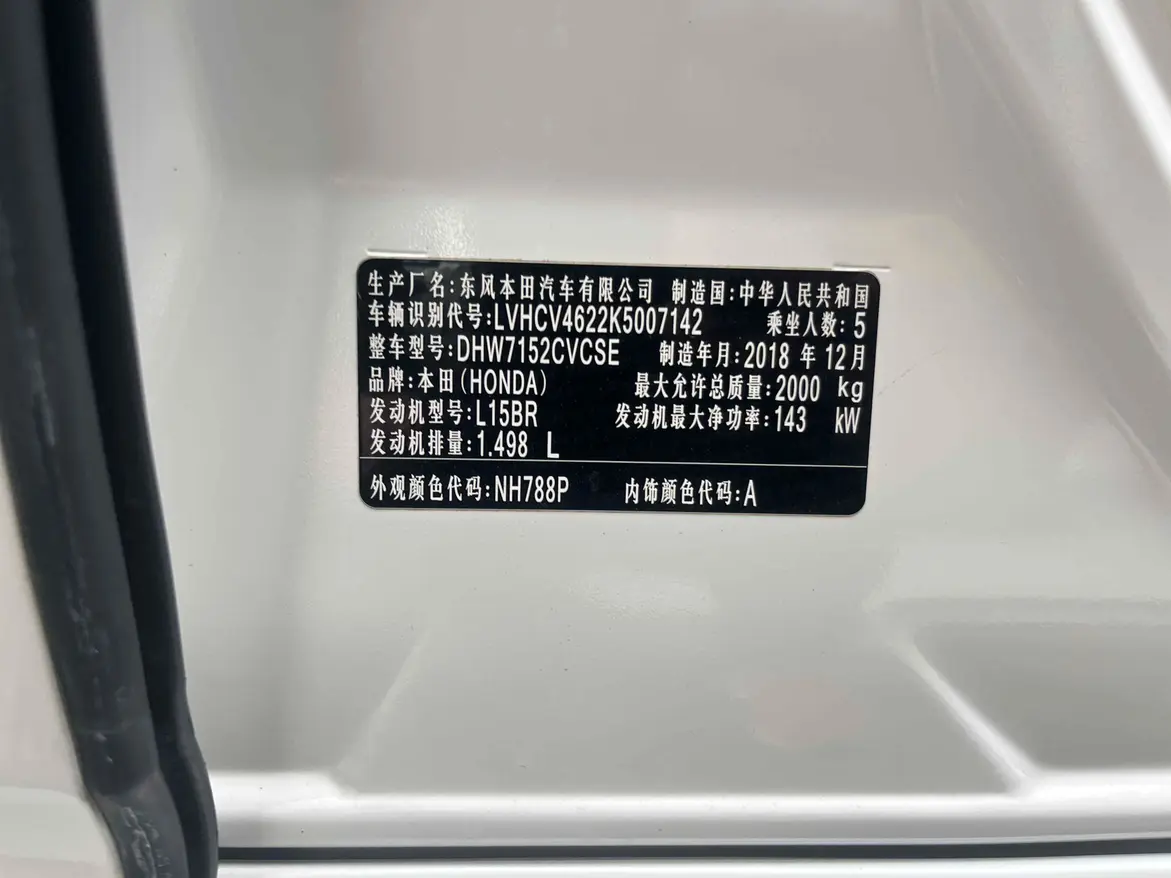 生产厂名:东风本田汽车有限公司 制造国:中华人民共和国
车辆识别代号:LVHCV4622K5007142 乘坐人数:5
整车型号:DHW7152CVCSE 制造年月:2018 年 12月
品牌:本田(HONDA) 最大允许总质量:2000 kg
发动机型号:L15BR 发动机最大净功率:143 kW
发动机排量:1.498 L
外观颜色代码:NH788P 内饰颜色代码:A